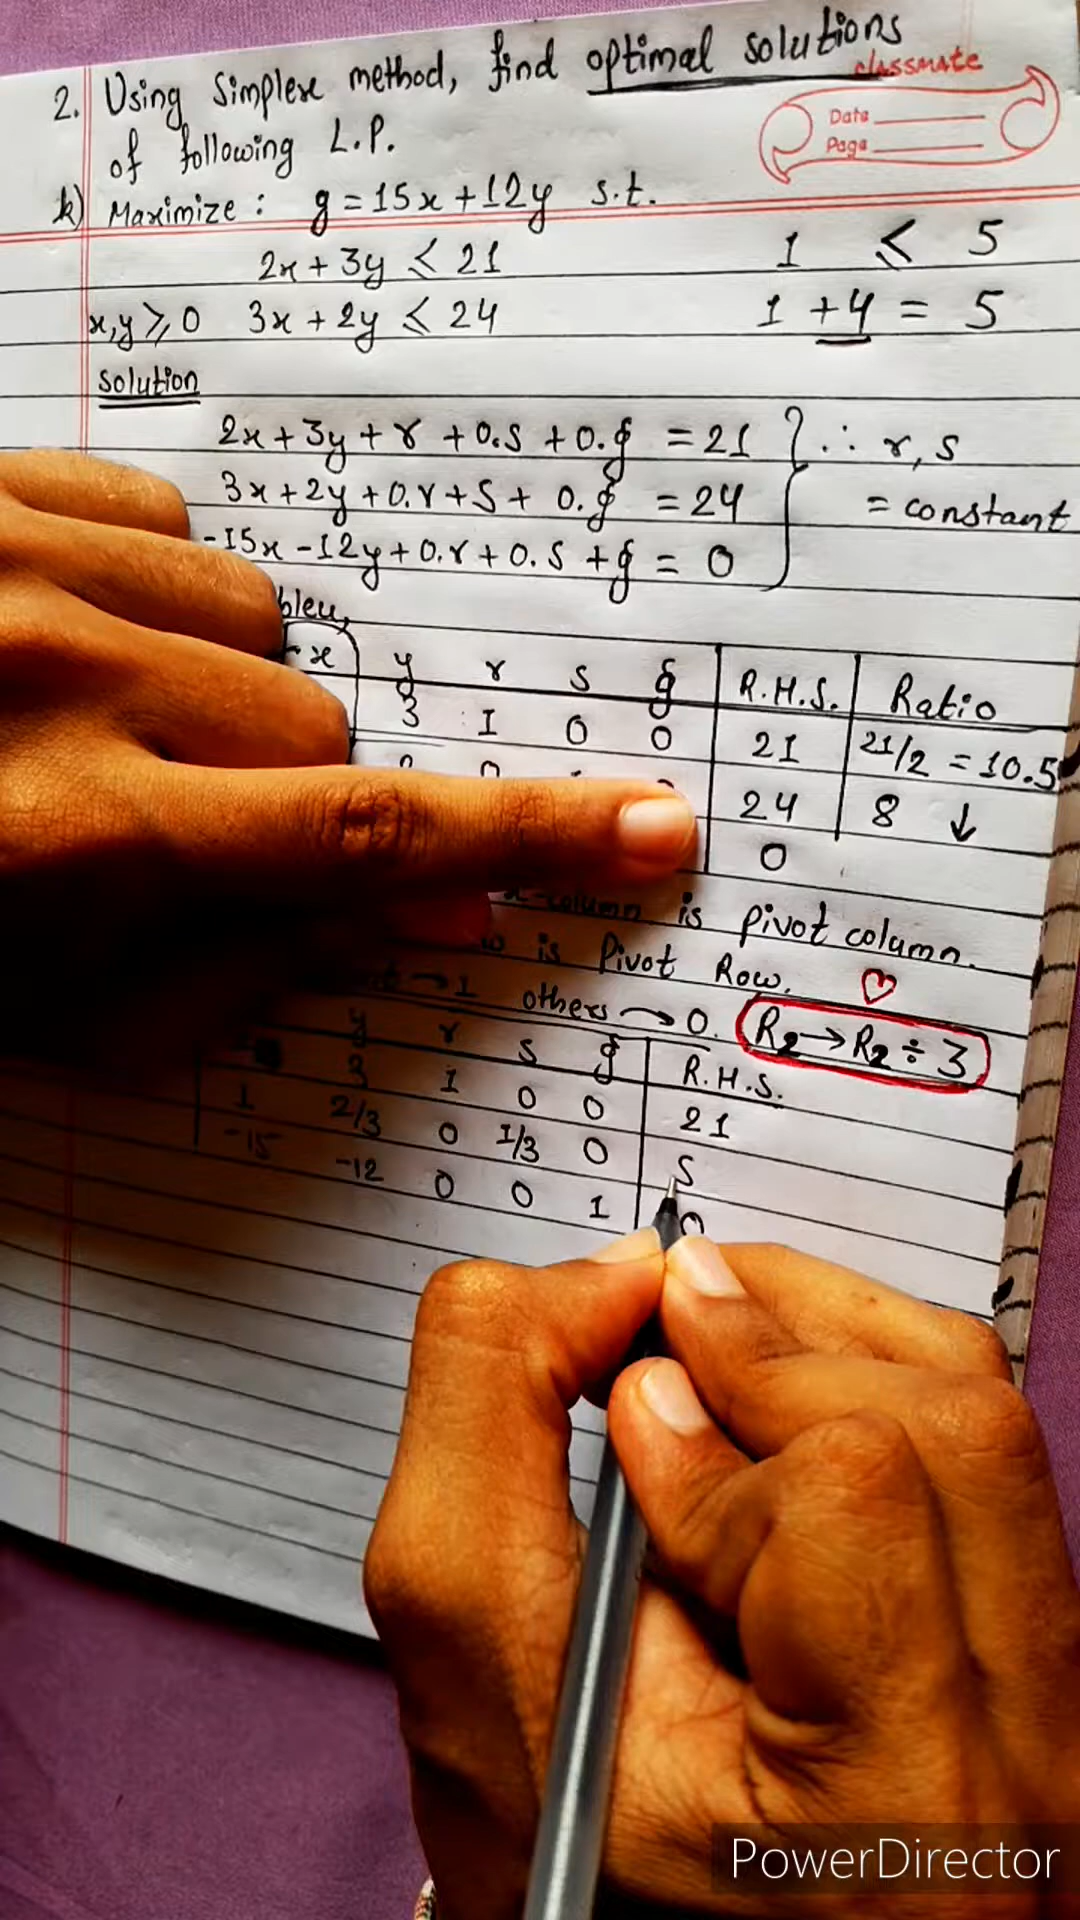 2. Using Simplex method, find optimal solutions
classmate
Date
Page
of following L.P.
k) Maximize : g = 15x + 12y s.t.
2x + 3y ≤ 21
1 ≤ 5
x, y ≥ 0 3x + 2y ≤ 24
1 + 4 = 5
Solution
2x + 3y + r + 0.s + 0.g = 21 } ∴ r, s
3x + 2y + 0.r + s + 0.g = 24 = constant
-15x - 12y + 0.r + 0.s + g = 0
bleu,
x y r s g R.H.S. Ratio
3 1 0 0 21 21/2 = 10.5
24 8 ↓
0
x-column is pivot column.
is Pivot Row. ♡
→ 1 others → 0. R2 → R2 ÷ 3
y r s g R.H.S.
3 1 0 0 21
1 2/3 0 1/3 0
-15 -12 0 0 1 0
PowerDirector